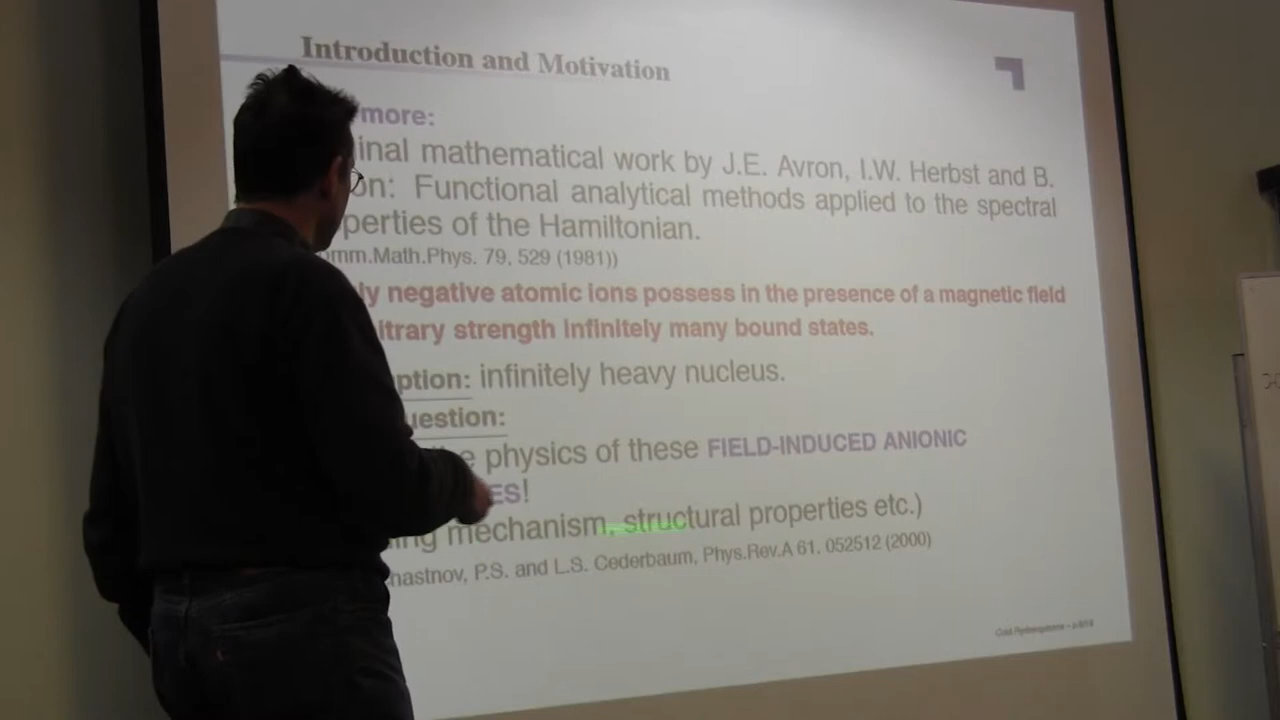 Introduction and Motivation
more:
inal mathematical work by J.E. Avron, I.W. Herbst and B.
on: Functional analytical methods applied to the spectral
perties of the Hamiltonian.
omm.Math.Phys. 79, 529 (1981))
ly negative atomic ions possess in the presence of a magnetic field
itrary strength infinitely many bound states.
ption: infinitely heavy nucleus.
uestion:
e physics of these FIELD-INDUCED ANIONIC
ES!
ing mechanism, structural properties etc.)
hastnov, P.S. and L.S. Cederbaum, Phys.Rev.A 61, 052512 (2000)